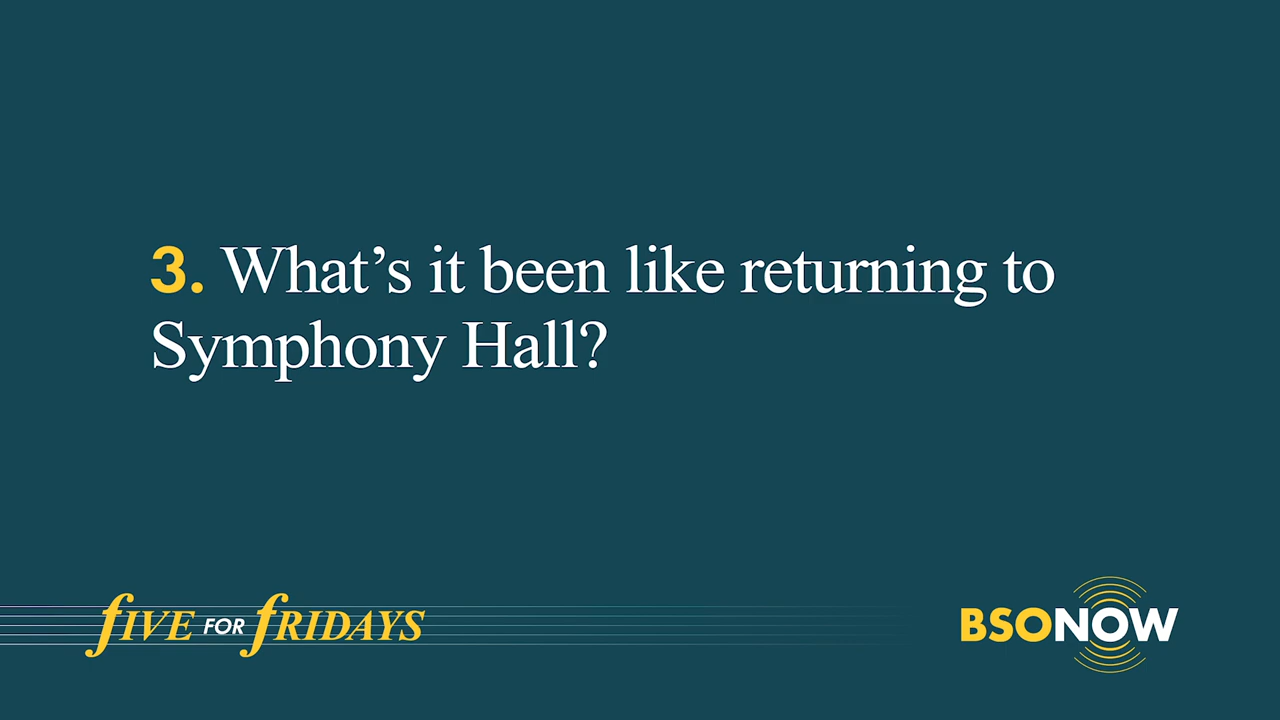 3. What’s it been like returning to
Symphony Hall?
fIVE FOR fRIDAYS
BSONOW